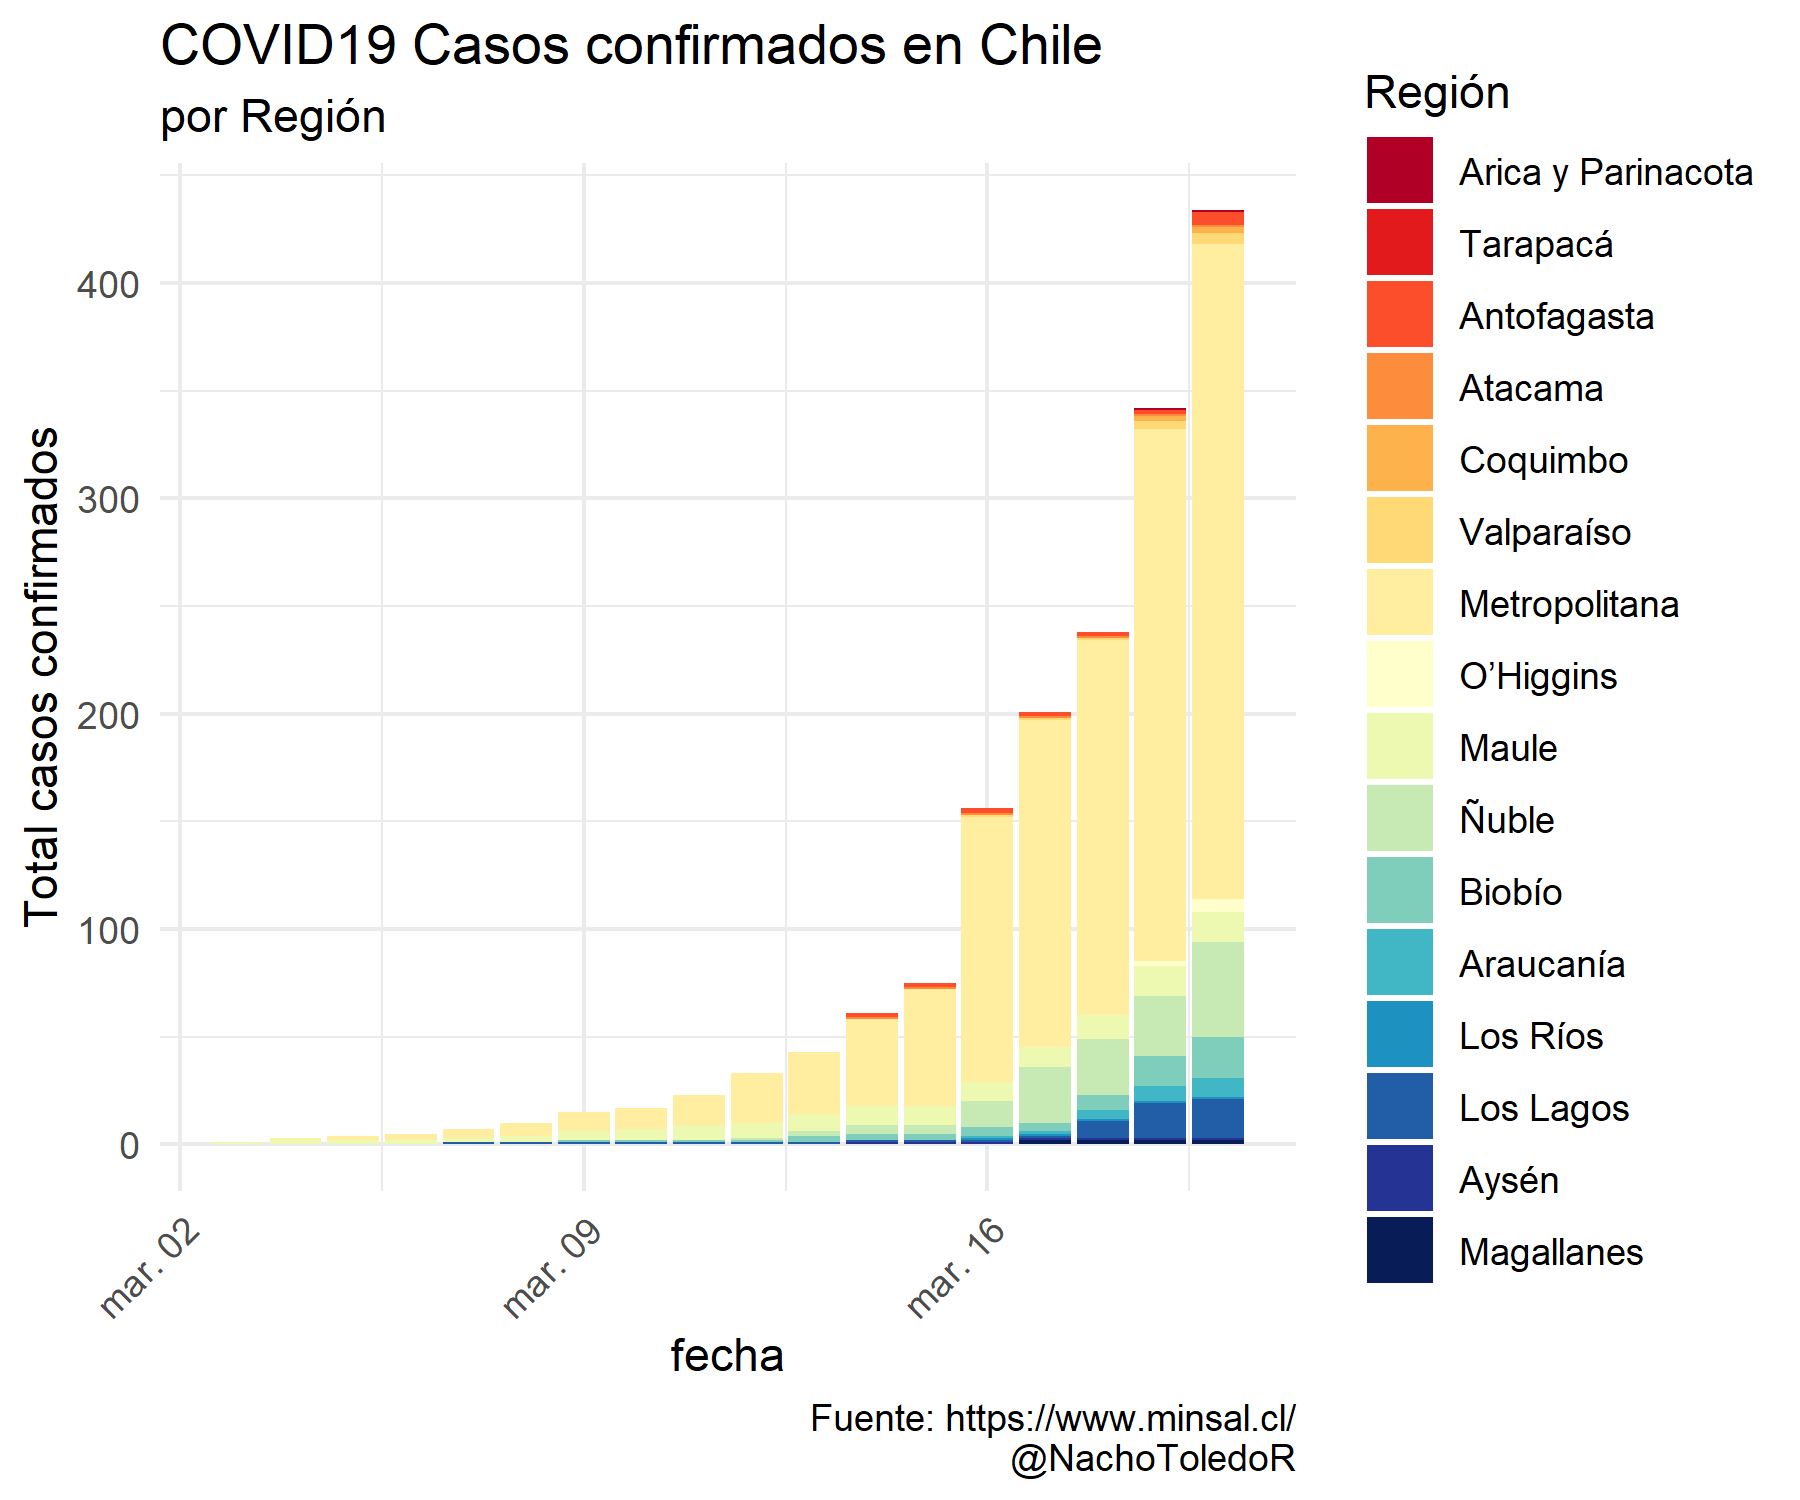 COVID19 Casos confirmados en Chile
por Región
Total casos confirmados
400
300
200
100
0
mar. 02
mar. 09
mar. 16
fecha
Región
Arica y Parinacota
Tarapacá
Antofagasta
Atacama
Coquimbo
Valparaíso
Metropolitana
O’Higgins
Maule
Ñuble
Biobío
Araucanía
Los Ríos
Los Lagos
Aysén
Magallanes
Fuente: https://www.minsal.cl/
@NachoToledoR